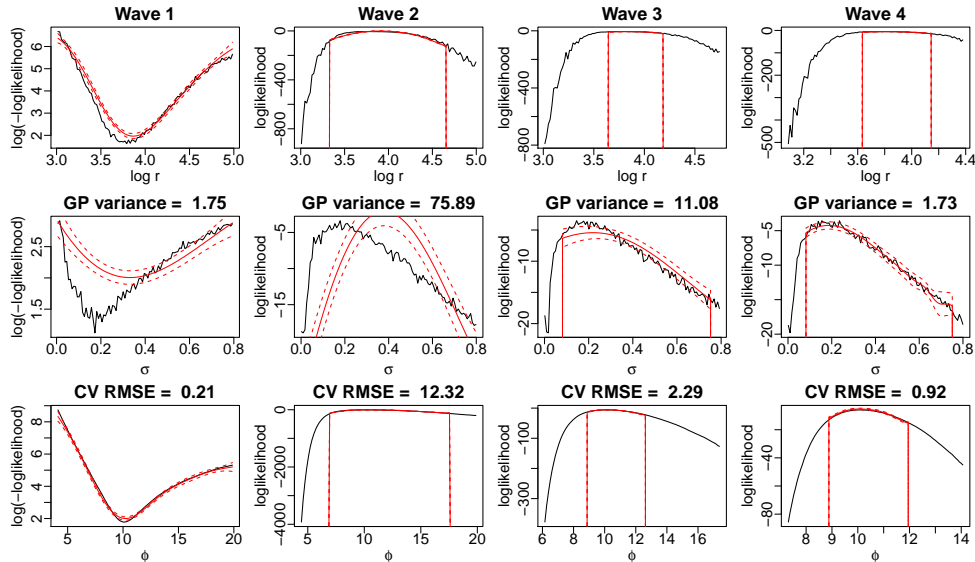 Wave 1
Wave 2
Wave 3
Wave 4
log(−loglikelihood)
2 3 4 5 6
3.0 3.5 4.0 4.5 5.0
log r
loglikelihood
−800 −400 0
3.0 3.5 4.0 4.5 5.0
log r
loglikelihood
−800 −400 0
3.0 3.5 4.0 4.5
log r
loglikelihood
−500 −200 0
3.2 3.6 4.0 4.4
log r
GP variance = 1.75
GP variance = 75.89
GP variance = 11.08
GP variance = 1.73
log(−loglikelihood)
1.5 2.5
0.0 0.2 0.4 0.6 0.8
σ
loglikelihood
−15 −5
0.0 0.2 0.4 0.6 0.8
σ
loglikelihood
−20 −10 −5
0.0 0.2 0.4 0.6 0.8
σ
loglikelihood
−20 −10 −5
0.0 0.2 0.4 0.6 0.8
σ
CV RMSE = 0.21
CV RMSE = 12.32
CV RMSE = 2.29
CV RMSE = 0.92
log(−loglikelihood)
2 4 6 8
5 10 15 20
ϕ
loglikelihood
−4000 −2000 0
5 10 15 20
ϕ
loglikelihood
−300 −100 0
6 8 10 12 14 16
ϕ
loglikelihood
−80 −40 0
8 9 10 12 14
ϕ